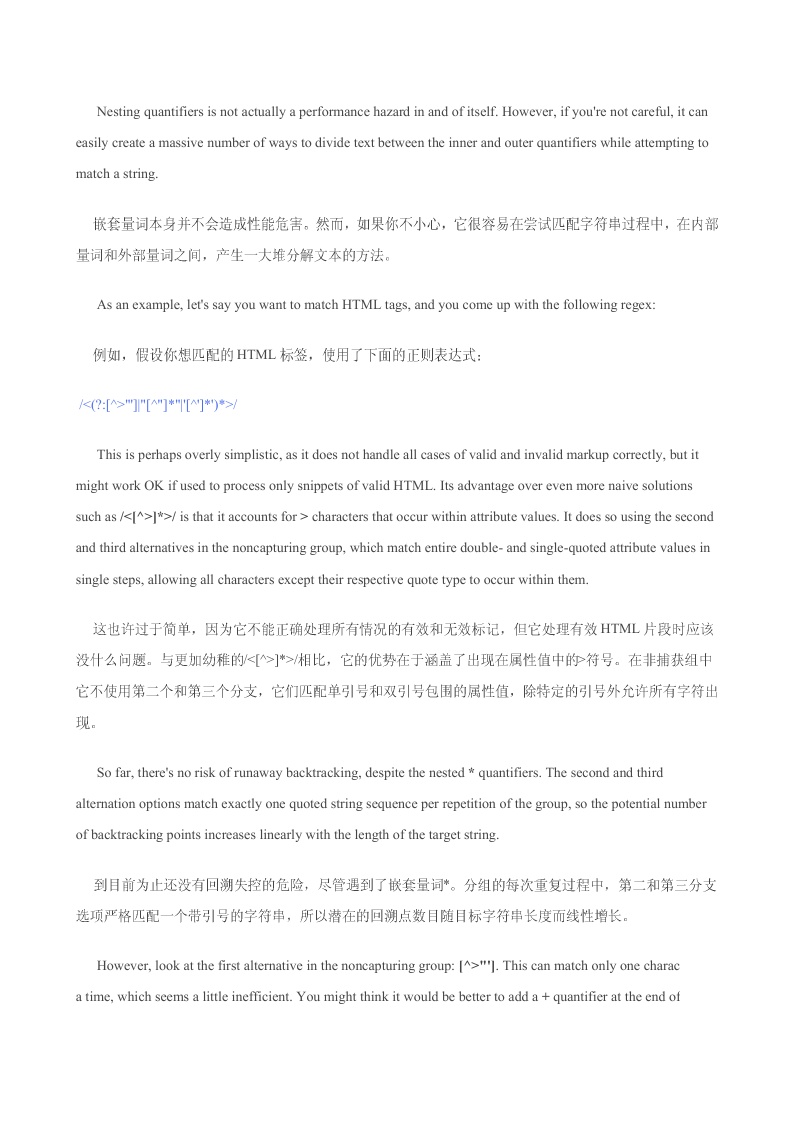 Nesting quantifiers is not actually a performance hazard in and of itself. However, if you're not careful, it can
easily create a massive number of ways to divide text between the inner and outer quantifiers while attempting to
match a string.
嵌套量词本身并不会造成性能危害。然而，如果你不小心，它很容易在尝试匹配字符串过程中，在内部
量词和外部量词之间，产生一大堆分解文本的方法。
As an example, let's say you want to match HTML tags, and you come up with the following regex:
例如，假设你想匹配的 HTML 标签，使用了下面的正则表达式；
/<(?:[^>"']|"[^"]*"|'[^']*')*>/
This is perhaps overly simplistic, as it does not handle all cases of valid and invalid markup correctly, but it
might work OK if used to process only snippets of valid HTML. Its advantage over even more naive solutions
such as /<[^>]*>/ is that it accounts for > characters that occur within attribute values. It does so using the second
and third alternatives in the noncapturing group, which match entire double- and single-quoted attribute values in
single steps, allowing all characters except their respective quote type to occur within them.
这也许过于简单，因为它不能正确处理所有情况的有效和无效标记，但它处理有效 HTML 片段时应该
没什么问题。与更加幼稚的/<[^>]*>/相比，它的优势在于涵盖了出现在属性值中的>符号。在非捕获组中
它不使用第二个和第三个分支，它们匹配单引号和双引号包围的属性值，除特定的引号外允许所有字符出
现。
So far, there's no risk of runaway backtracking, despite the nested * quantifiers. The second and third
alternation options match exactly one quoted string sequence per repetition of the group, so the potential number
of backtracking points increases linearly with the length of the target string.
到目前为止还没有回溯失控的危险，尽管遇到了嵌套量词*。分组的每次重复过程中，第二和第三分支
选项严格匹配一个带引号的字符串，所以潜在的回溯点数目随目标字符串长度而线性增长。
However, look at the first alternative in the noncapturing group: [^>"']. This can match only one charac
a time, which seems a little inefficient. You might think it would be better to add a + quantifier at the end of